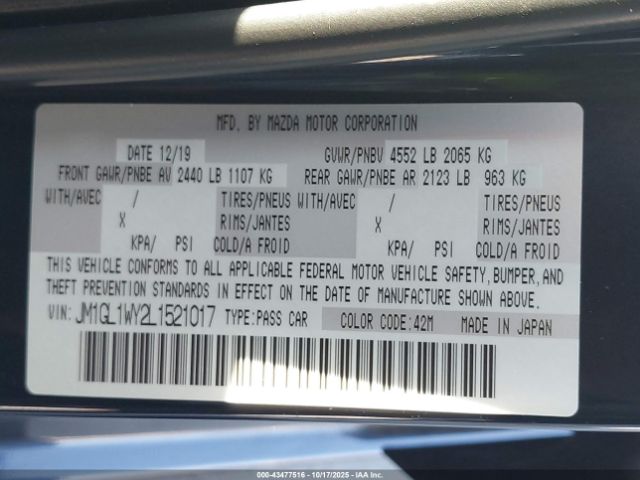 MFD. BY MAZDA MOTOR CORPORATION
DATE 12/19 GVWR/PNBV 4552 LB 2065 KG
FRONT GAWR/PNBE AV 2440 LB 1107 KG REAR GAWR/PNBE AR 2123 LB 963 KG
WITH/AVEC / TIRES/PNEUS WITH/AVEC / TIRES/PNEUS
X RIMS/JANTES X RIMS/JANTES
KPA/ PSI COLD/A FROID KPA/ PSI COLD/A FROID
THIS VEHICLE CONFORMS TO ALL APPLICABLE FEDERAL MOTOR VEHICLE SAFETY, BUMPER, AND
THEFT PREVENTION STANDARDS IN EFFECT ON THE DATE OF MANUFACTURE SHOWN ABOVE.
VIN: JM1GL1WY2L1521017 TYPE:PASS CAR COLOR CODE:42M MADE IN JAPAN
000-43477516 - 10/17/2025 - IAA, Inc.